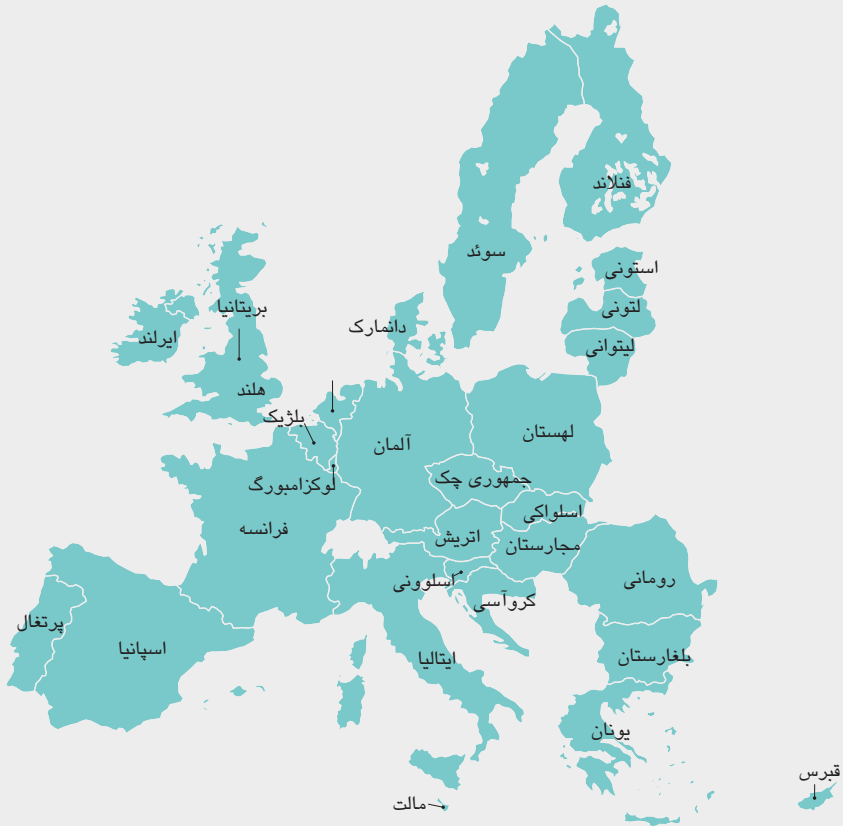 فنلاند
سوئد
استونی
لتونی
لیتوانی
بریتانیا
ایرلند
دانمارک
هلند
بلژیک
آلمان
لهستان
جمهوری چک
لوکزامبورگ
اسلواکی
فرانسه
اتریش
مجارستان
اسلوونی
رومانی
کروآسی
پرتغال
اسپانیا
ایتالیا
بلغارستان
یونان
قبرس
مالت